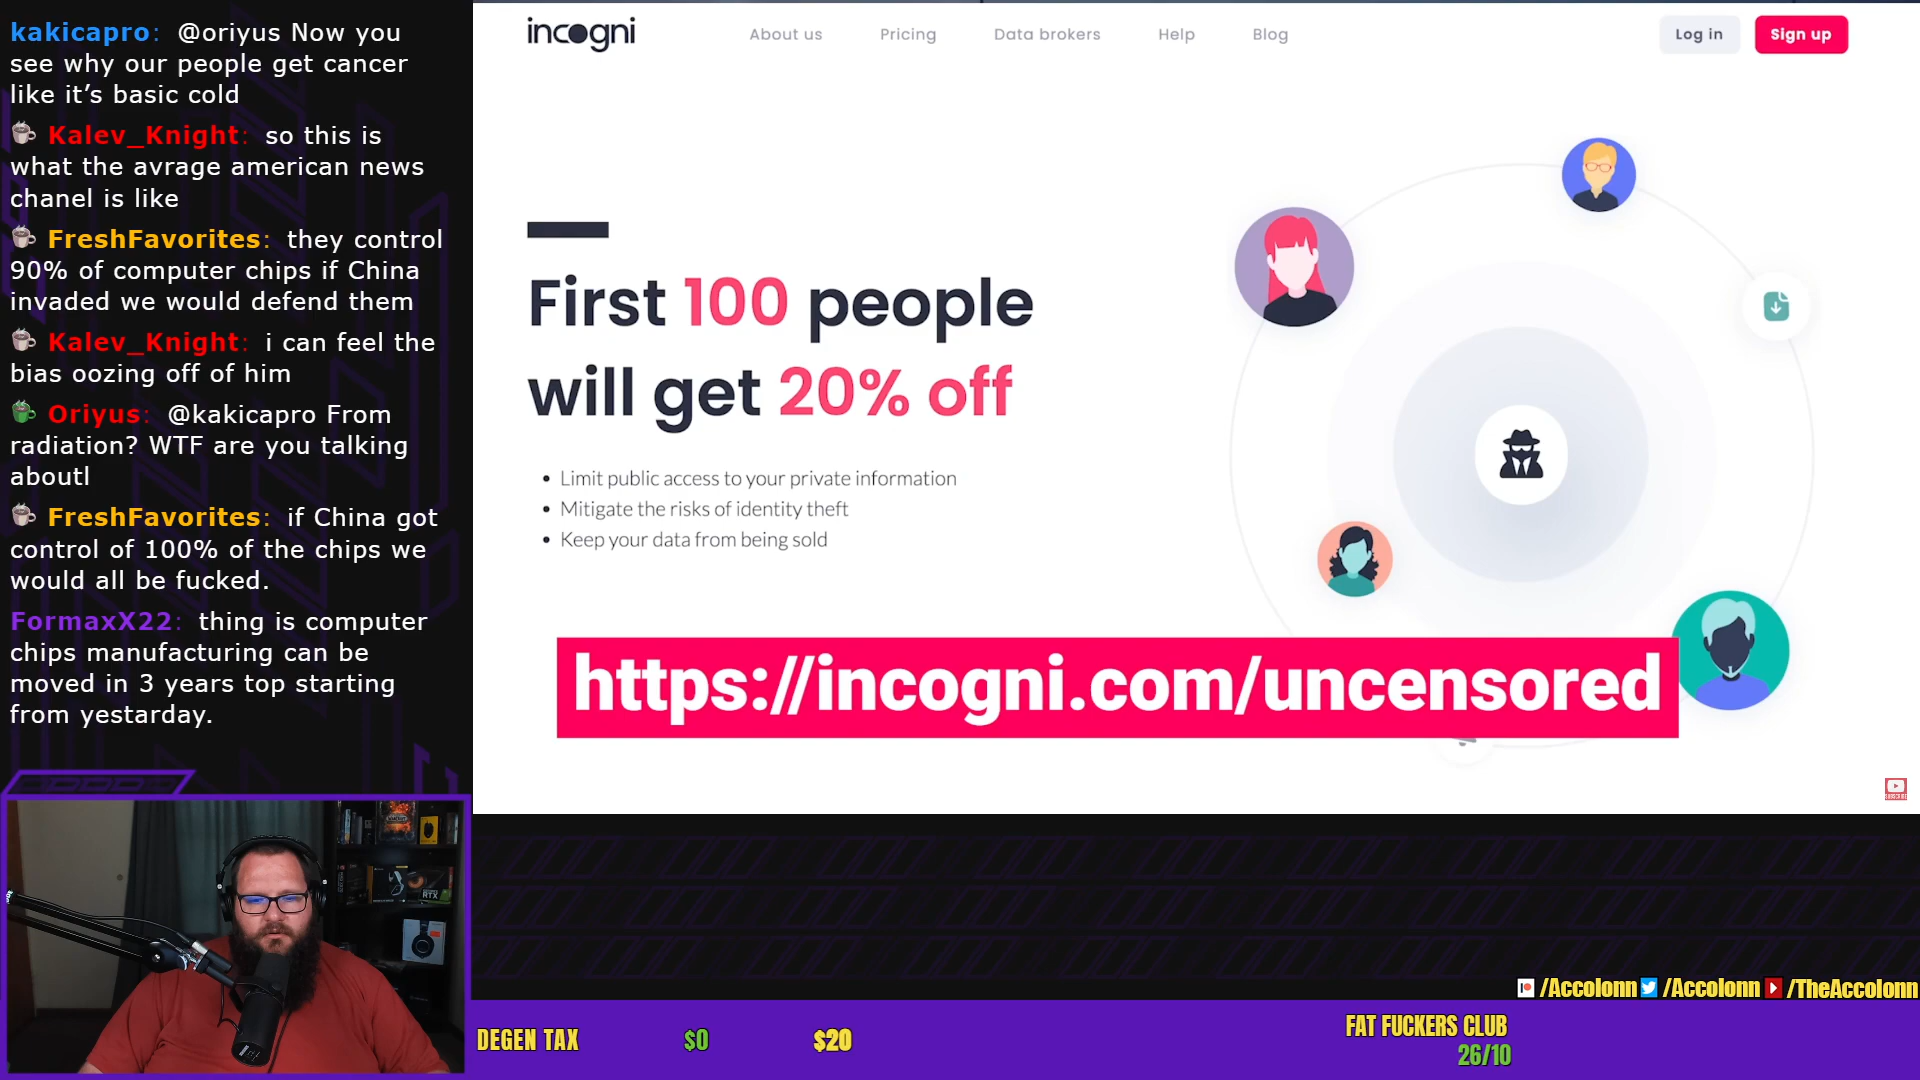 kakicapro: @oriyus Now you
see why our people get cancer
like it’s basic cold
Kalev_Knight: so this is
what the avrage american news
chanel is like
FreshFavorites: they control
90% of computer chips if China
invaded we would defend them
Kalev_Knight: i can feel the
bias oozing off of him
Oriyus: @kakicapro From
radiation? WTF are you talking
aboutl
FreshFavorites: if China got
control of 100% of the chips we
would all be fucked.
FormaxX22: thing is computer
chips manufacturing can be
moved in 3 years top starting
from yestarday.
incogni
About us Pricing Data brokers Help Blog
Log in Sign up
First 100 people
will get 20% off
• Limit public access to your private information
• Mitigate the risks of identity theft
• Keep your data from being sold
https://incogni.com/uncensored
SUBSCRIBE
RTX
/Accolonn /Accolonn /TheAccolonn
DEGEN TAX $0 $20
FAT FUCKERS CLUB
26/10